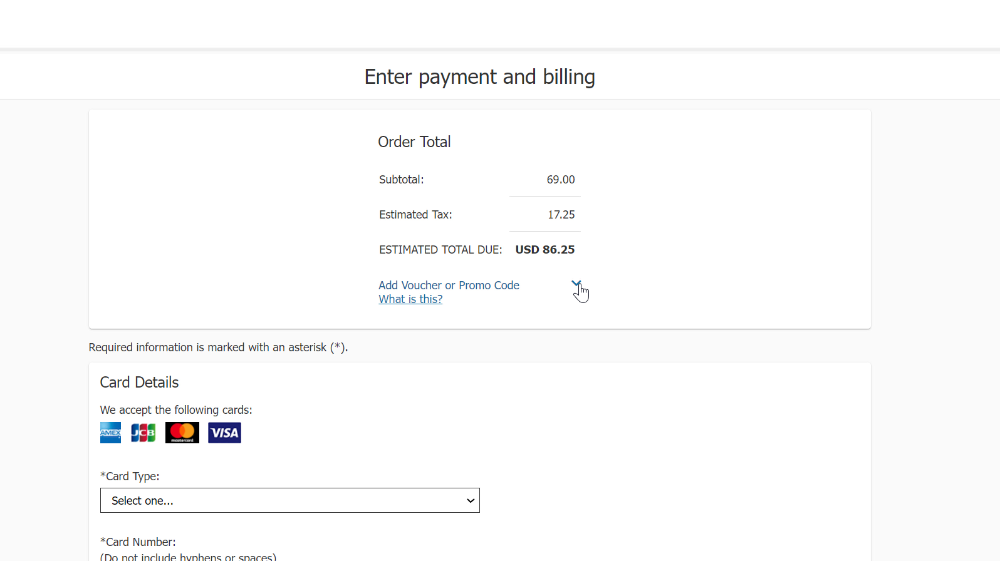 Enter payment and billing
Order Total
Subtotal: 69.00
Estimated Tax: 17.25
ESTIMATED TOTAL DUE: USD 86.25
Add Voucher or Promo Code
What is this?
Required information is marked with an asterisk (*).
Card Details
We accept the following cards:
AMEX JCB mastercard VISA
*Card Type:
Select one...
*Card Number:
(Do not include hyphens or spaces)